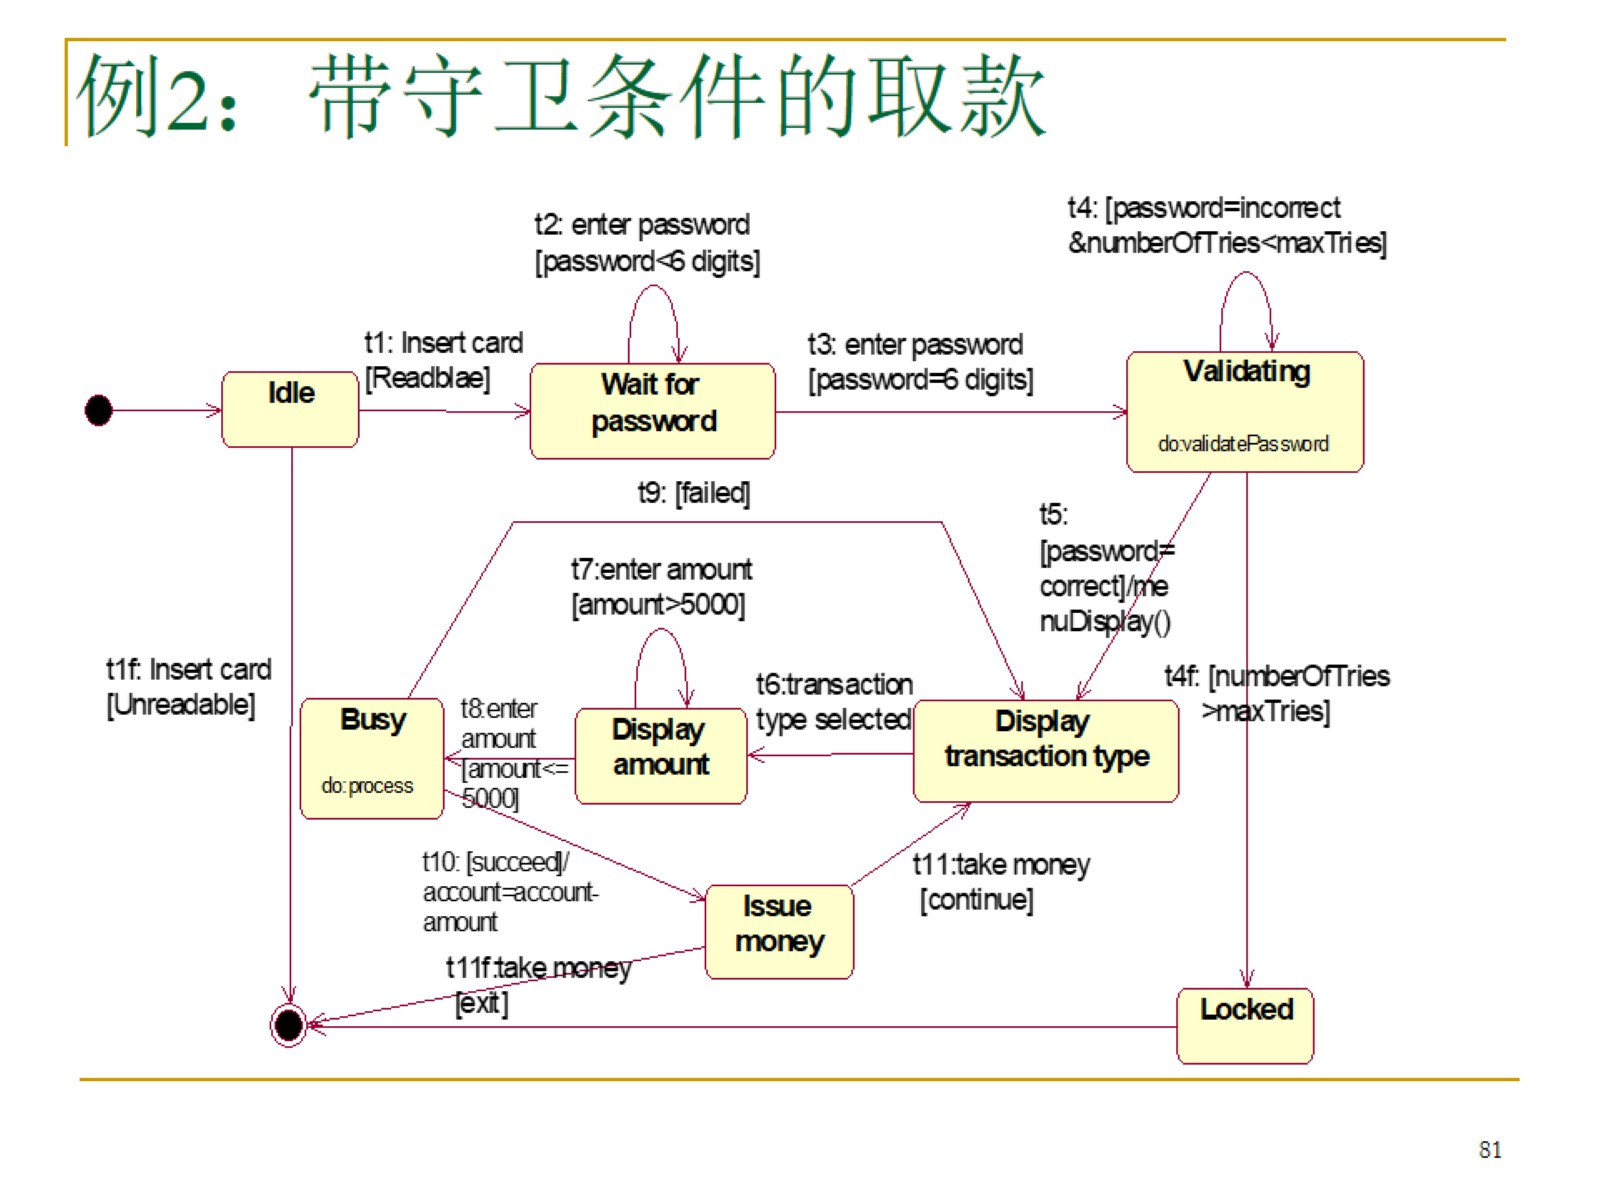 例2：带守卫条件的取款
t4: [password=incorrect
&numberOfTries<maxTries]
t2: enter password
[password<6 digits]
t1: Insert card
[Readblae]
t3: enter password
[password=6 digits]
Idle
Wait for
password
Validating
do:validatePassword
t9: [failed]
t5:
[password=
correct]/me
nuDisplay()
t7:enter amount
[amount>5000]
t1f: Insert card
[Unreadable]
t6:transaction
type selected
t4f: [numberOfTries
>maxTries]
Busy
do:process
t8:enter
amount
[amount<=
5000]
Display
amount
Display
transaction type
t10: [succeed]/
account=account-
amount
Issue
money
t11:take money
[continue]
t11f:take money
[exit]
Locked
81